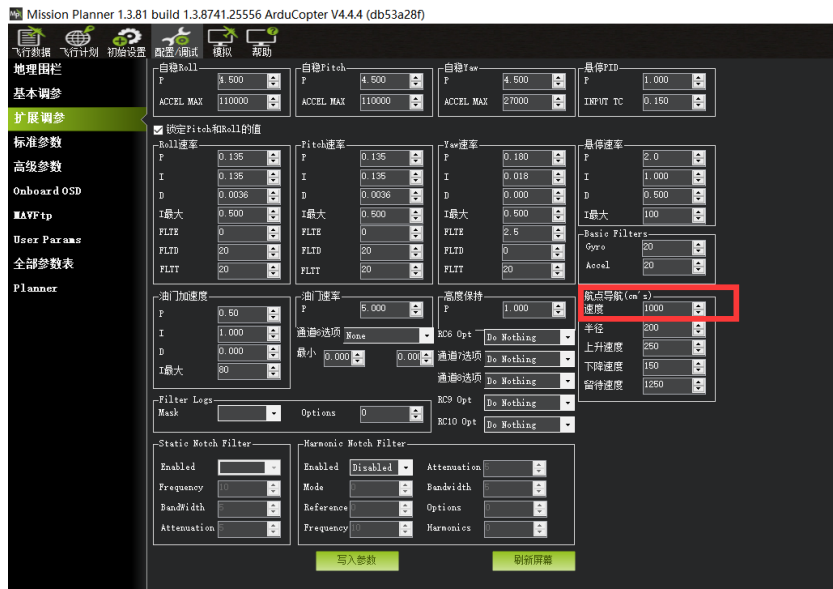 Mission Planner 1.3.81 build 1.3.8741.25556 ArduCopter V4.4.4 (db53a28f)
飞行数据 飞行计划 初始设置 配置/调试 模拟 帮助
地理围栏
基本调参
扩展调参
标准参数
高级参数
Onboard OSD
MAVFtp
User Params
全部参数表
Planner
自稳Roll
P 4.500
ACCEL MAX 110000
自稳Pitch
P 4.500
ACCEL MAX 110000
自稳Yaw
P 4.500
ACCEL MAX 27000
悬停PID
P 1.000
INPUT TC 0.150
锁定Pitch和Roll的值
Roll速率
P 0.135
I 0.135
D 0.0036
I最大 0.500
FLTE 0
FLTD 20
FLTT 20
Pitch速率
P 0.135
I 0.135
D 0.0036
I最大 0.500
FLTE 0
FLTD 20
FLTT 20
Yaw速率
P 0.180
I 0.018
D 0.000
I最大 0.500
FLTE 2.5
FLTD 0
FLTT 20
悬停速率
P 2.0
I 1.000
D 0.500
I最大 100
Basic Filters
Gyro 20
Accel 20
油门加速度
P 0.50
I 1.000
D 0.000
I最大 80
油门速率
P 5.000
高度保持
P 1.000
航点导航(cm's)
速度 1000
半径 200
上升速度 250
下降速度 150
留待速度 1250
通道6选项 None
最小 0.000 0.00
RC6 Opt Do Nothing
通道7选项 Do Nothing
通道8选项 Do Nothing
RC9 Opt Do Nothing
RC10 Opt Do Nothing
Filter Logs
Mask Options 0
Static Notch Filter
Enabled
Frequency 10
BandWidth 5
Attenuation 5
Harmonic Notch Filter
Enabled Disabled Attenuation 5
Mode 0 Bandwidth 5
Reference 0 Options 0
Frequency 10 Harmonics 0
写入参数 刷新屏幕